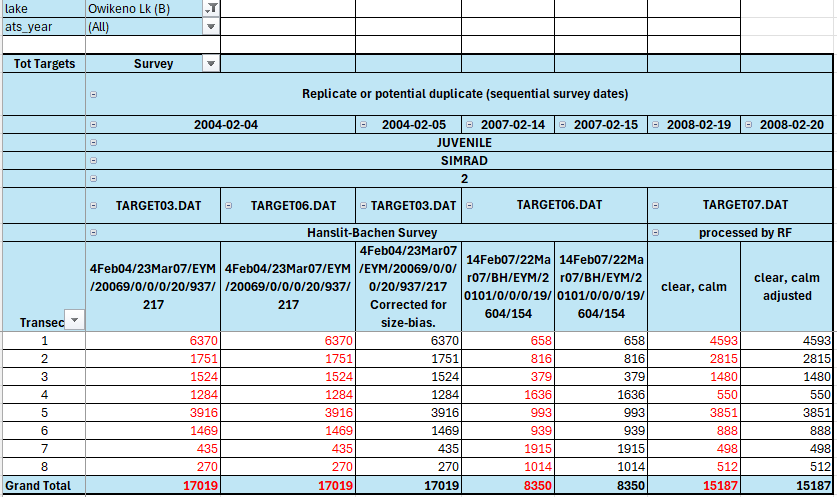 lake Owikeno Lk (B)
ats_year (All)
Tot Targets Survey
Replicate or potential duplicate (sequential survey dates)
2004-02-04 2004-02-05 2007-02-14 2007-02-15 2008-02-19 2008-02-20
JUVENILE
SIMRAD
2
TARGET03.DAT TARGET06.DAT TARGET03.DAT TARGET06.DAT TARGET07.DAT
Hanslit-Bachen Survey processed by RF
4Feb04/23Mar07/EYM
/20069/0/0/0/20/937/
217
4Feb04/23Mar07/EYM
/20069/0/0/0/20/937/
217
4Feb04/23Mar07
/EYM/20069/0/0/
0/20/937/217
Corrected for
size-bias.
14Feb07/22Ma
r07/BH/EYM/2
0101/0/0/0/19/
604/154
14Feb07/22Ma
r07/BH/EYM/2
0101/0/0/0/19/
604/154
clear, calm
clear, calm
adjusted
Transec
1 6370 6370 6370 658 658 4593 4593
2 1751 1751 1751 816 816 2815 2815
3 1524 1524 1524 379 379 1480 1480
4 1284 1284 1284 1636 1636 550 550
5 3916 3916 3916 993 993 3851 3851
6 1469 1469 1469 939 939 888 888
7 435 435 435 1915 1915 498 498
8 270 270 270 1014 1014 512 512
Grand Total 17019 17019 17019 8350 8350 15187 15187